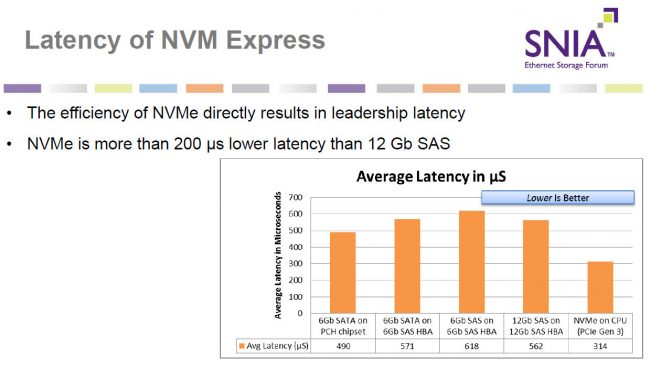 Latency of NVM Express
SNIA™
Ethernet Storage Forum
• The efficiency of NVMe directly results in leadership latency
• NVMe is more than 200 µs lower latency than 12 Gb SAS
Average Latency in µS
Lower Is Better
Average Latency in Microseconds
700
600
500
400
300
200
100
0
6Gb SATA on PCH chipset
6Gb SATA on 6Gb SAS HBA
6Gb SAS on 6Gb SAS HBA
12Gb SAS on 12Gb SAS HBA
NVMe on CPU (PCIe Gen 3)
Avg Latency (µS) 490 571 618 562 314